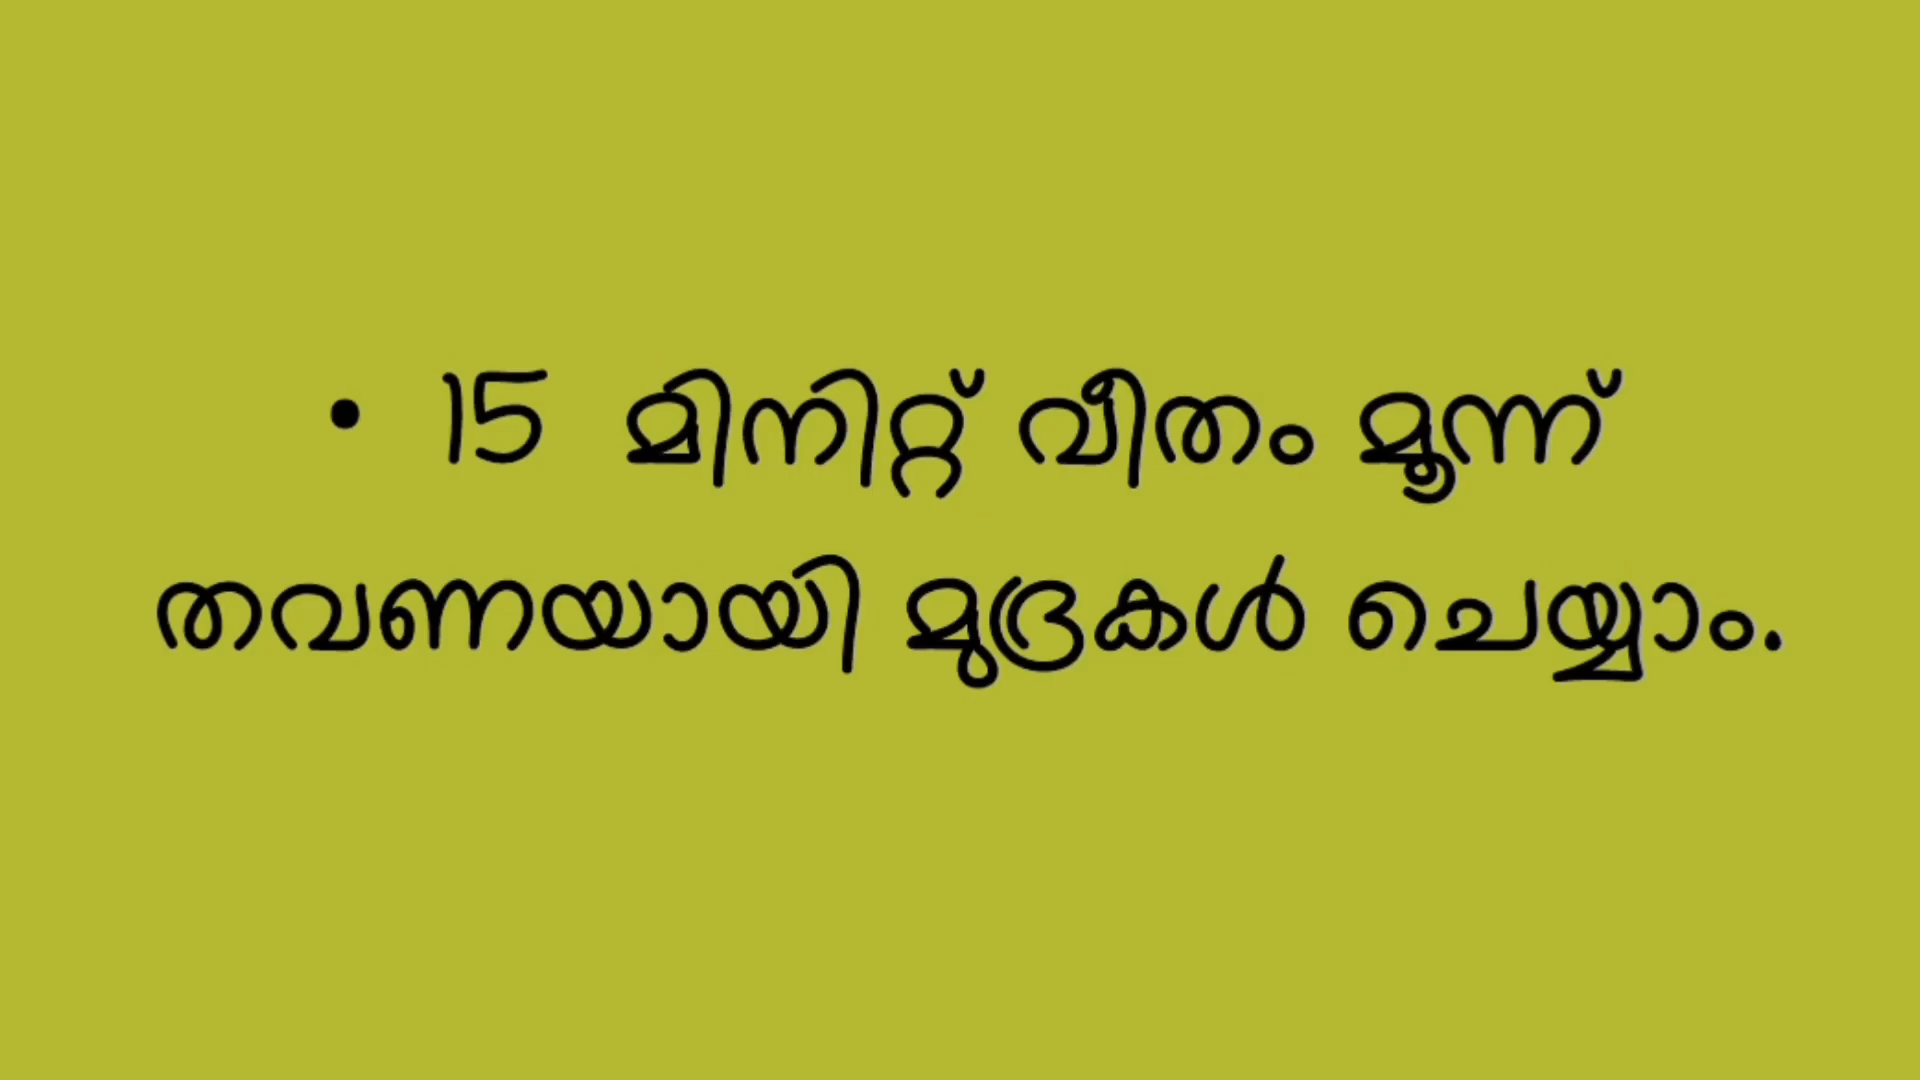 • 15 മിനിറ്റ് വീതം മൂന്ന്
തവണയായി മുദ്രകൾ ചെയ്യാം.